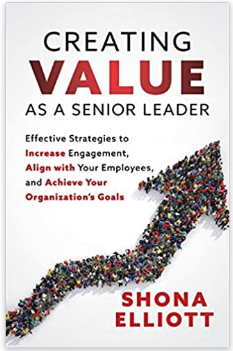 CREATING
VALUE
AS A SENIOR LEADER
Effective Strategies to
Increase Engagement,
Align with Your Employees,
and Achieve Your
Organization's Goals
SHONA
ELLIOTT